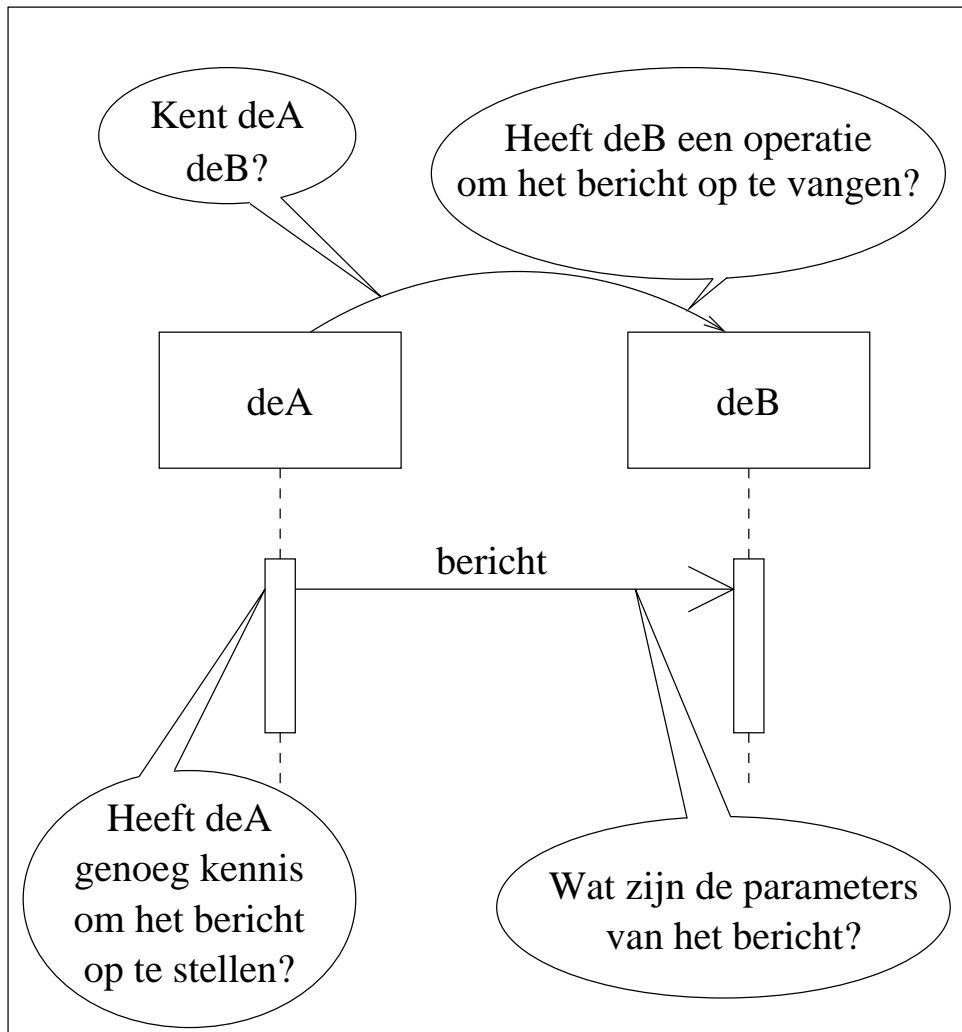 Kent deA
deB?
Heeft deB een operatie
om het bericht op te vangen?
deA
deB
bericht
Heeft deA
genoeg kennis
om het bericht
op te stellen?
Wat zijn de parameters
van het bericht?